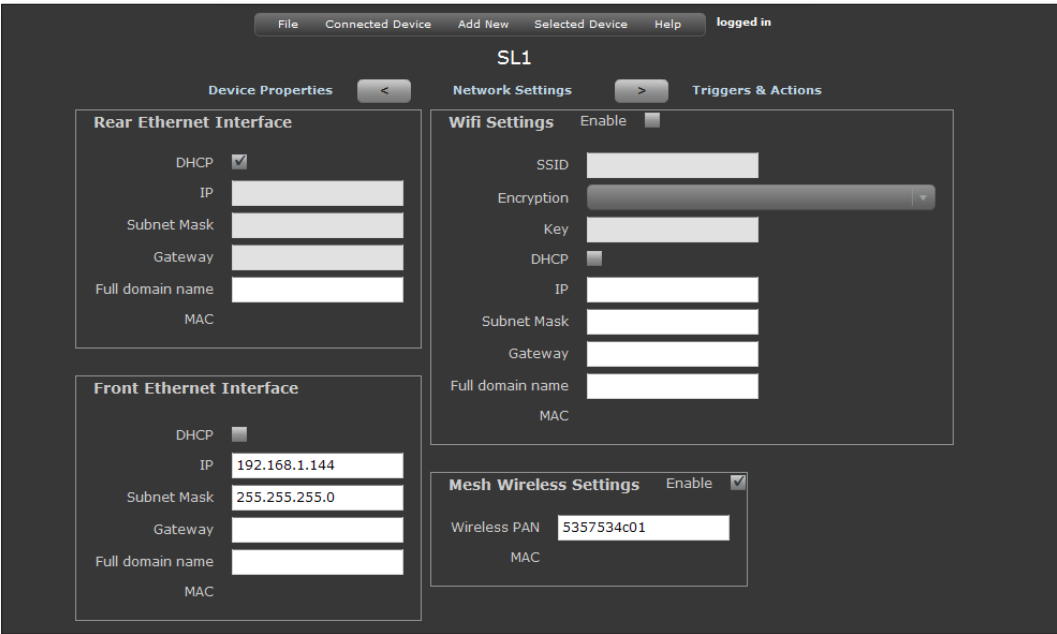 File Connected Device Add New Selected Device Help logged in
SL1
Device Properties < Network Settings > Triggers & Actions
Rear Ethernet Interface
DHCP
IP
Subnet Mask
Gateway
Full domain name
MAC
Front Ethernet Interface
DHCP
IP 192.168.1.144
Subnet Mask 255.255.255.0
Gateway
Full domain name
MAC
Wifi Settings Enable
SSID
Encryption
Key
DHCP
IP
Subnet Mask
Gateway
Full domain name
MAC
Mesh Wireless Settings Enable
Wireless PAN 5357534c01
MAC